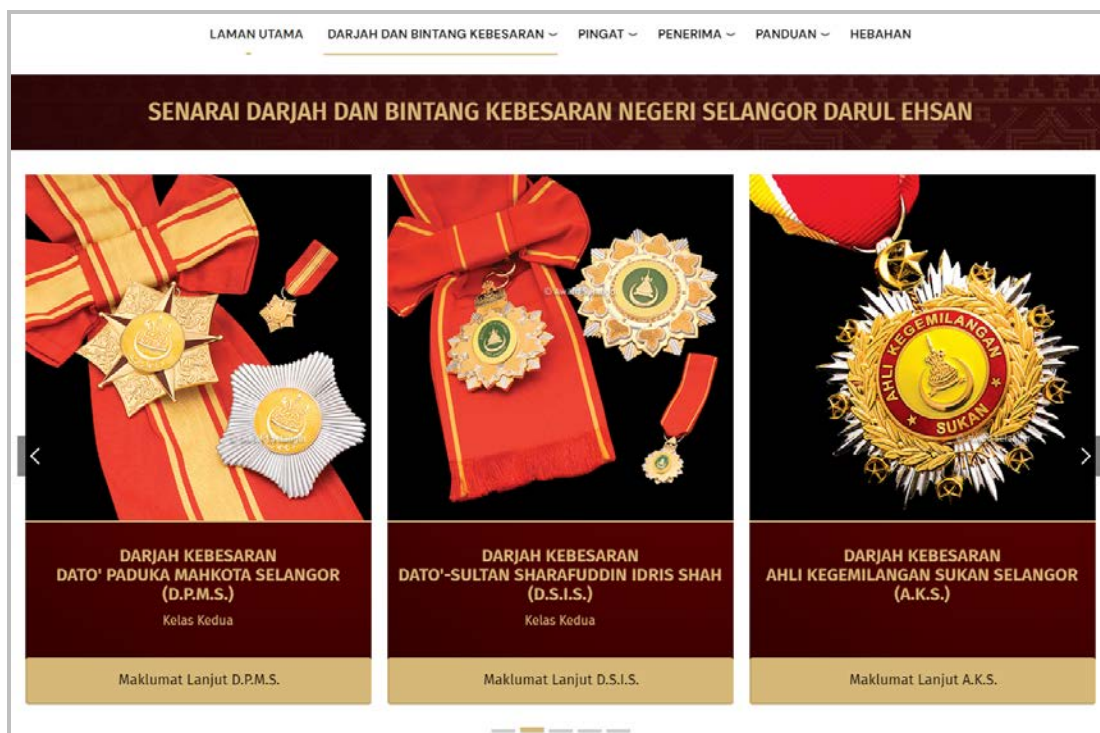 LAMAN UTAMA DARJAH DAN BINTANG KEBESARAN PINGAT PENERIMA PANDUAN HEBAHAN
SENARAI DARJAH DAN BINTANG KEBESARAN NEGERI SELANGOR DARUL EHSAN
AHLI KEGEMILANGAN
SUKAN
DARJAH KEBESARAN
DATO' PADUKA MAHKOTA SELANGOR
(D.P.M.S.)
Kelas Kedua
Maklumat Lanjut D.P.M.S.
DARJAH KEBESARAN
DATO'-SULTAN SHARAFUDDIN IDRIS SHAH
(D.S.I.S.)
Kelas Kedua
Maklumat Lanjut D.S.I.S.
DARJAH KEBESARAN
AHLI KEGEMILANGAN SUKAN SELANGOR
(A.K.S.)
Maklumat Lanjut A.K.S.